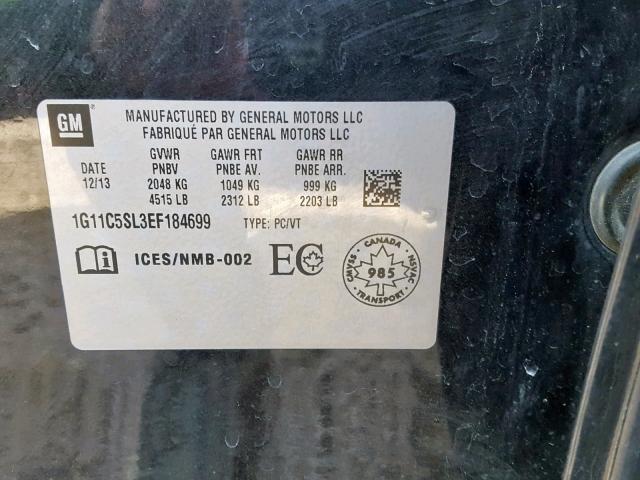 GM
MANUFACTURED BY GENERAL MOTORS LLC
FABRIQUÉ PAR GENERAL MOTORS LLC
DATE
12/13
GVWR
PNBV
2048 KG
4515 LB
GAWR FRT
PNBE AV.
1049 KG
2312 LB
GAWR RR
PNBE ARR.
999 KG
2203 LB
1G11C5SL3EF184699 TYPE: PC/VT
ICES/NMB-002
EC
CANADA
CMVSS
NSVAC
985
TRANSPORT